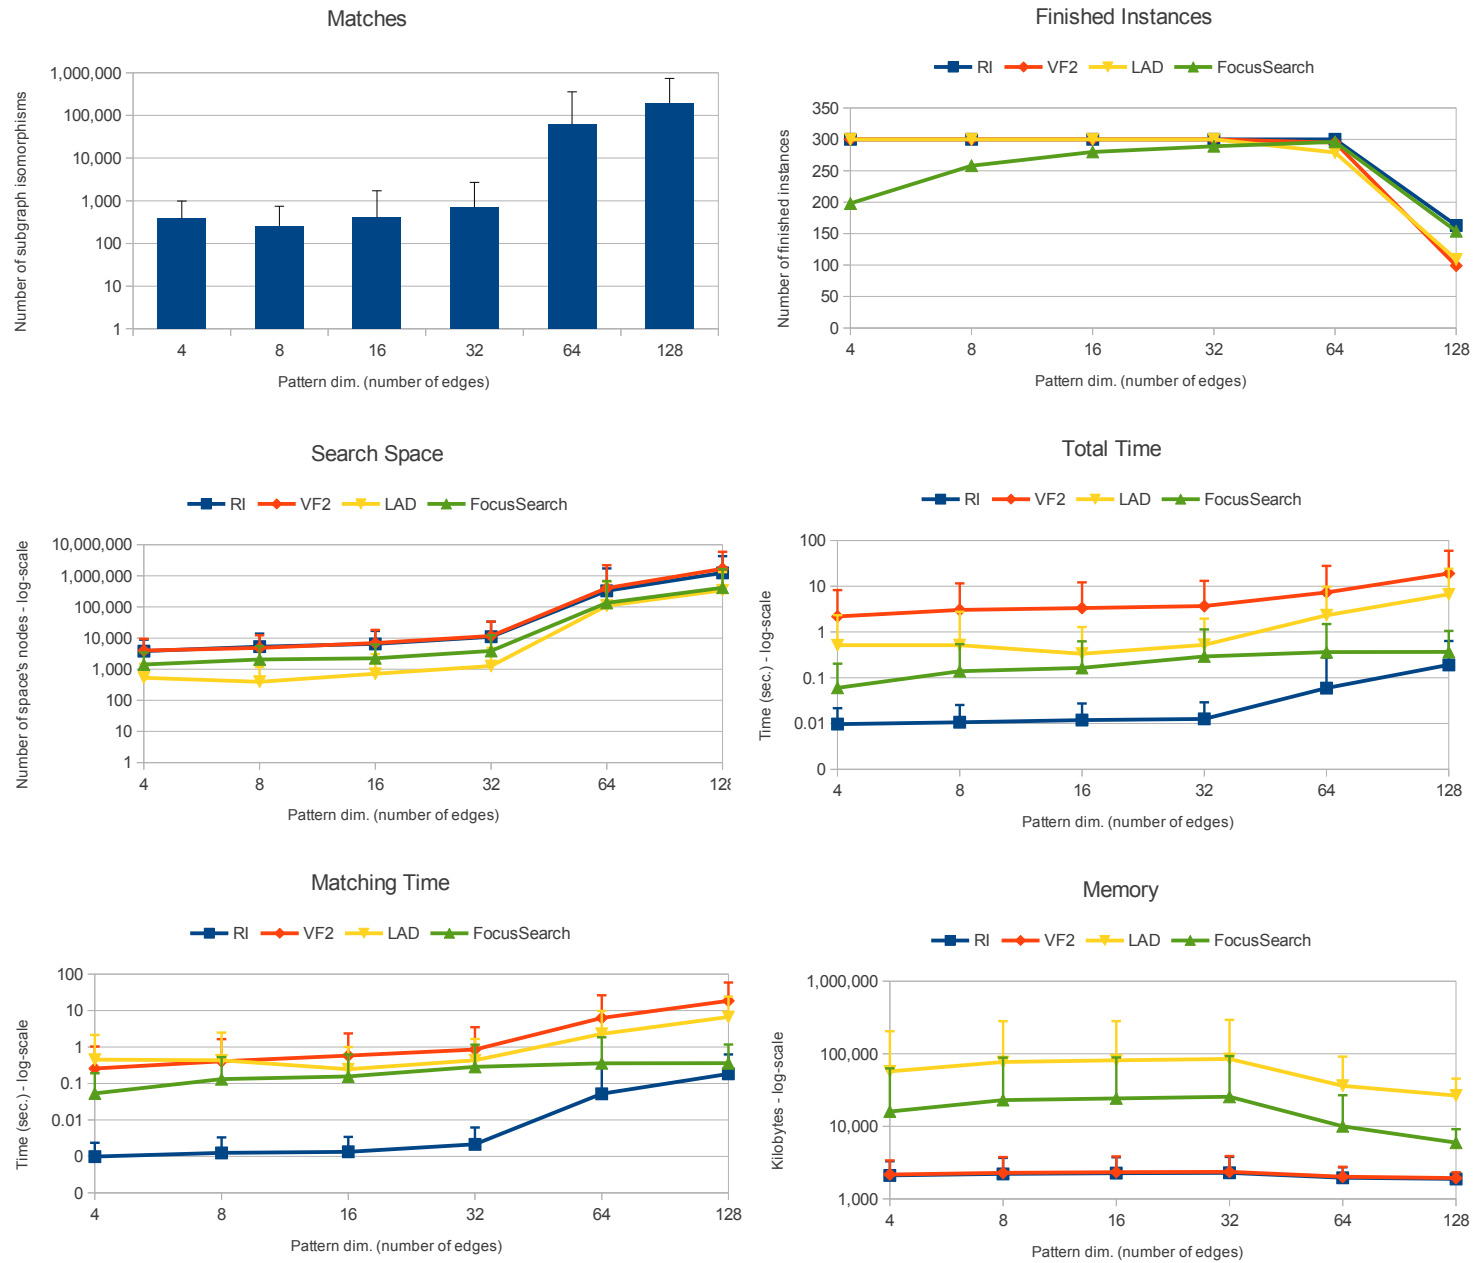 Matches
Number of subgraph isomorphisms
1,000,000
100,000
10,000
1,000
100
10
1
4 8 16 32 64 128
Pattern dim. (number of edges)
Finished Instances
RI VF2 LAD FocusSearch
Number of finished instances
350
300
250
200
150
100
50
0
4 8 16 32 64 128
Pattern dim. (number of edges)
Search Space
RI VF2 LAD FocusSearch
Number of space's nodes - log-scale
10,000,000
1,000,000
100,000
10,000
1,000
100
10
1
4 8 16 32 64 128
Pattern dim. (number of edges)
Total Time
RI VF2 LAD FocusSearch
Time (sec.) - log-scale
100
10
1
0.1
0.01
0
4 8 16 32 64 128
Pattern dim. (number of edges)
Matching Time
RI VF2 LAD FocusSearch
Time (sec.) - log-scale
100
10
1
0.1
0.01
0
0
4 8 16 32 64 128
Pattern dim. (number of edges)
Memory
RI VF2 LAD FocusSearch
Kilobytes - log-scale
1,000,000
100,000
10,000
1,000
4 8 16 32 64 128
Pattern dim. (number of edges)